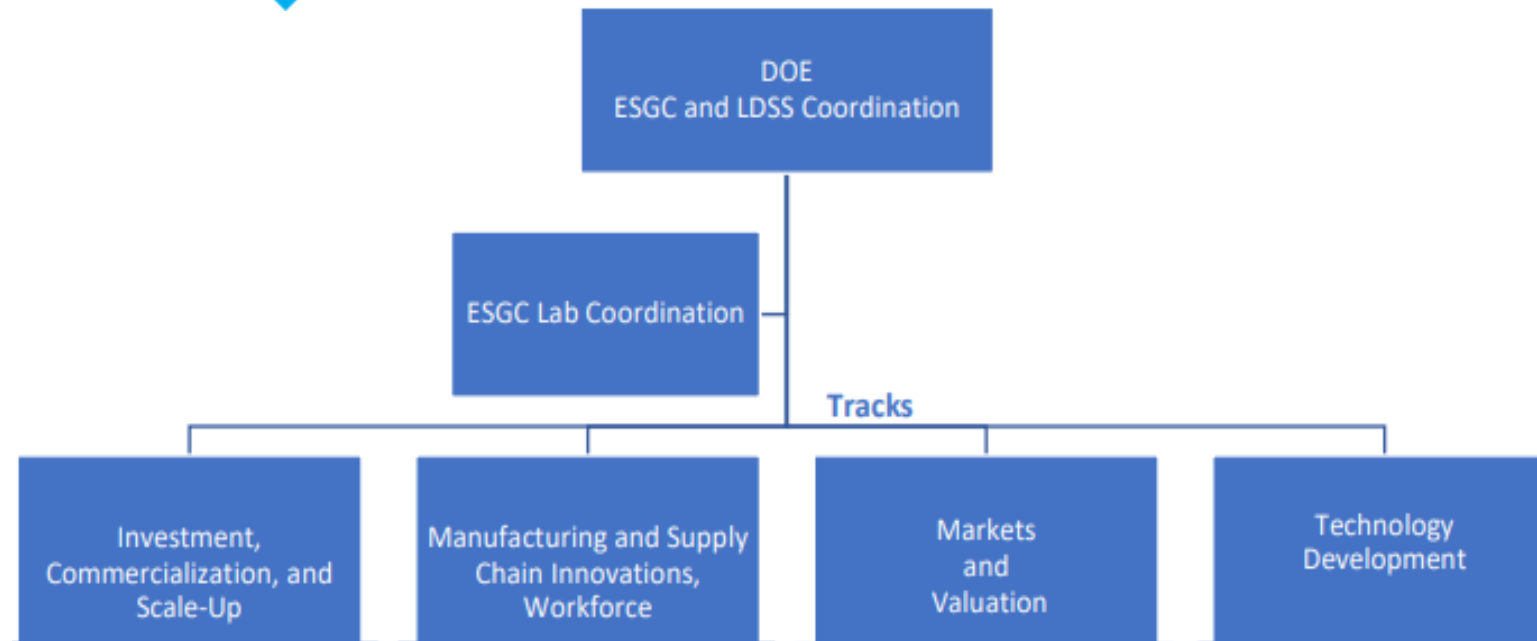 DOE
ESGC and LDSS Coordination
ESGC Lab Coordination
Tracks
Investment,
Commercialization, and
Scale-Up
Manufacturing and Supply
Chain Innovations,
Workforce
Markets
and
Valuation
Technology
Development